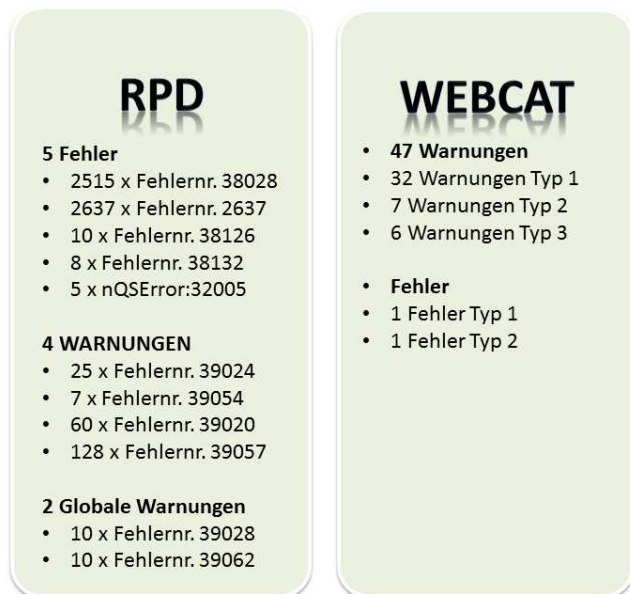 RPD
5 Fehler
• 2515 x Fehlernr. 38028
• 2637 x Fehlernr. 2637
• 10 x Fehlernr. 38126
• 8 x Fehlernr. 38132
• 5 x nQSError:32005
4 WARNUNGEN
• 25 x Fehlernr. 39024
• 7 x Fehlernr. 39054
• 60 x Fehlernr. 39020
• 128 x Fehlernr. 39057
2 Globale Warnungen
• 10 x Fehlernr. 39028
• 10 x Fehlernr. 39062
WEBCAT
• 47 Warnungen
• 32 Warnungen Typ 1
• 7 Warnungen Typ 2
• 6 Warnungen Typ 3
• Fehler
• 1 Fehler Typ 1
• 1 Fehler Typ 2